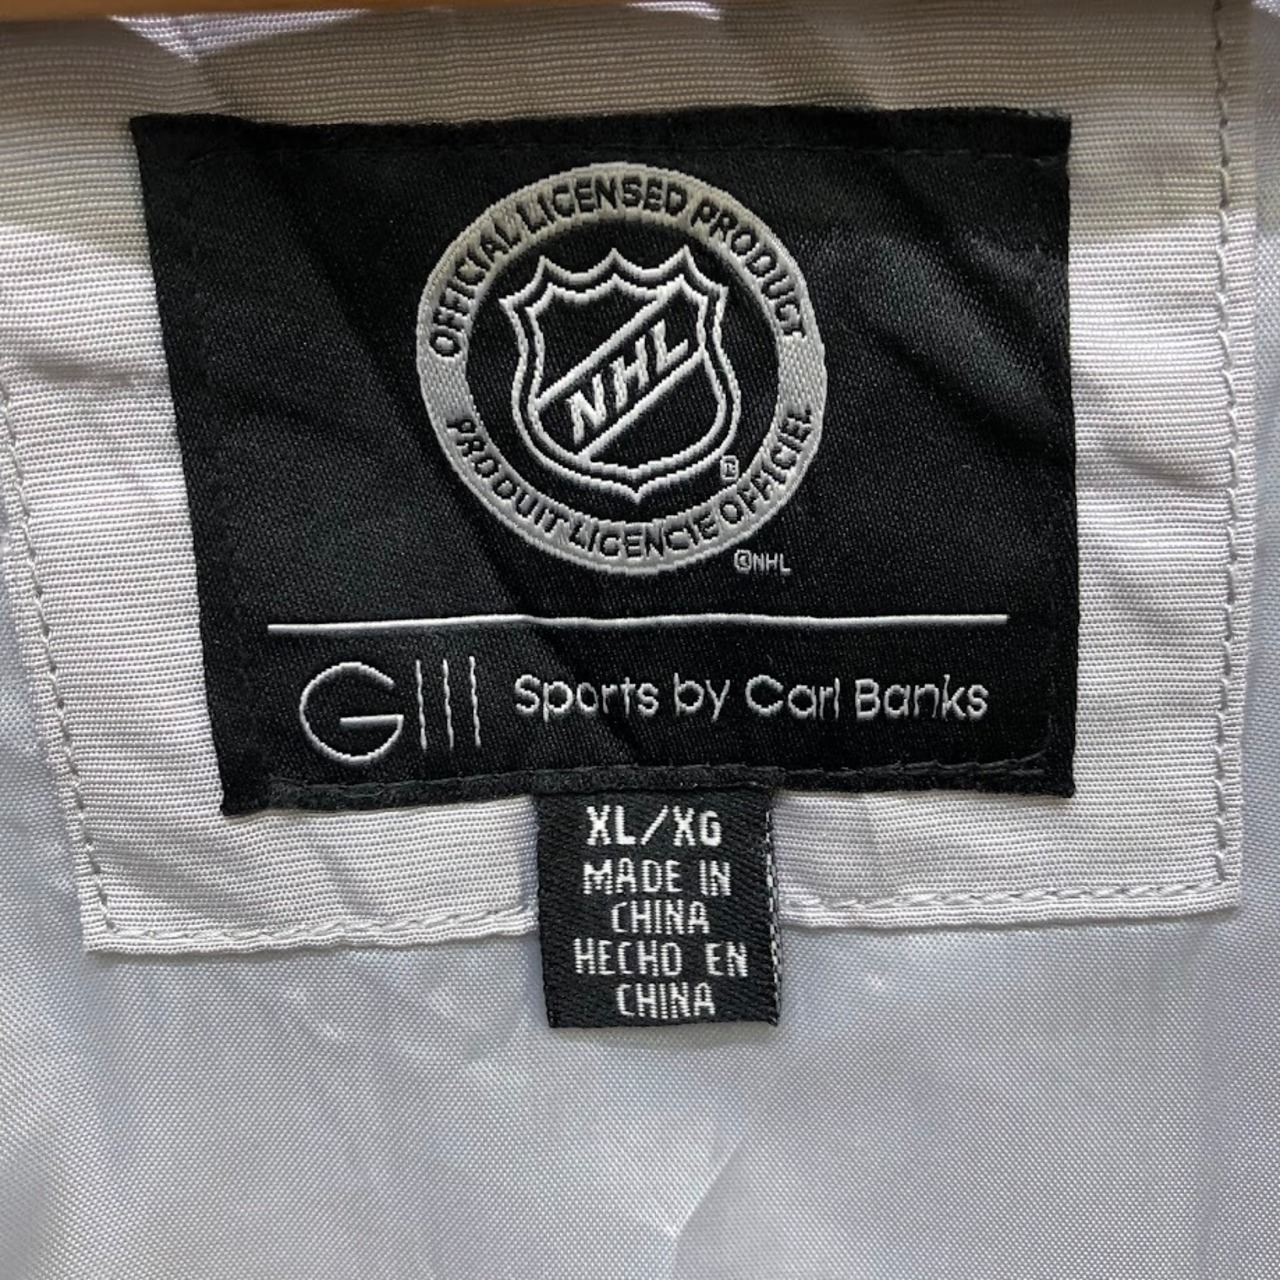 OFFICIAL LICENSED PRODUCT
NHL
PRODUIT LICENCIE OFFICIEL
©NHL
GIII Sports by Carl Banks
XL/XG
MADE IN
CHINA
HECHO EN
CHINA